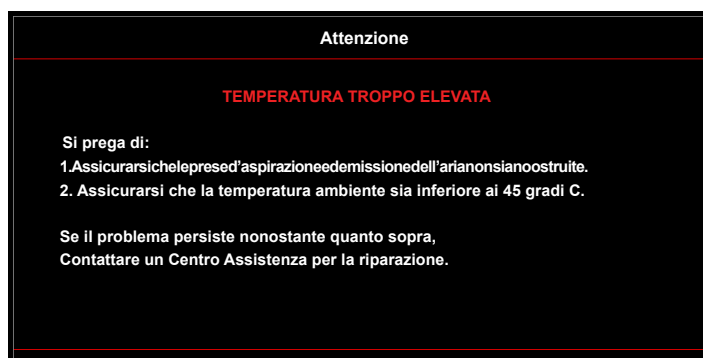 Attenzione
TEMPERATURA TROPPO ELEVATA
Si prega di:
1.Assicurarsichelepresed’aspirazioneedemissionedell’arianonsianoostruite.
2. Assicurarsi che la temperatura ambiente sia inferiore ai 45 gradi C.
Se il problema persiste nonostante quanto sopra,
Contattare un Centro Assistenza per la riparazione.